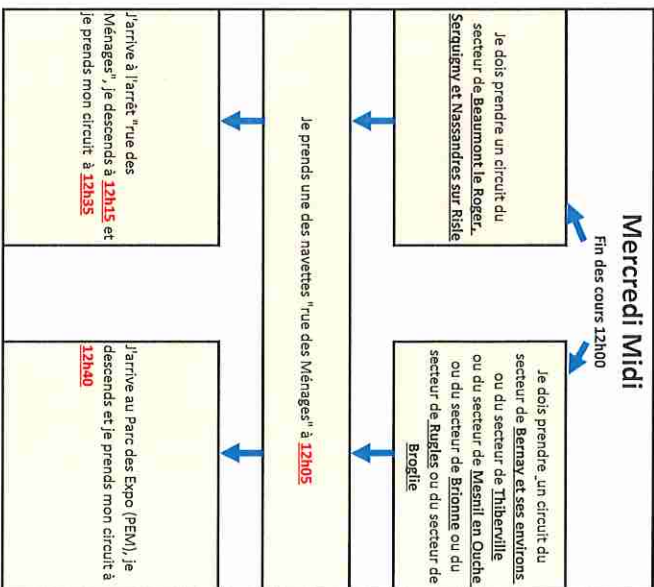 Mercredi Midi
Fin des cours 12h00
Je dois prendre un circuit du
secteur de Beaumont le Roger,
Serquigny et Nassandres sur Risle
Je dois prendre un circuit du
secteur de Bernay et ses environs
ou du secteur de Thiberville
ou du secteur de Mesnil en Ouche
ou du secteur de Brionne ou du
secteur de Rugles ou du secteur de
Broglie
Je prends une des navettes "rue des Ménages" à 12h05
J'arrive à l'arrêt "rue des
Ménages", je descends à 12h15 et
je prends mon circuit à 12h35
J'arrive au Parc des Expo (PEM), je
descends et je prends mon circuit à
12h40